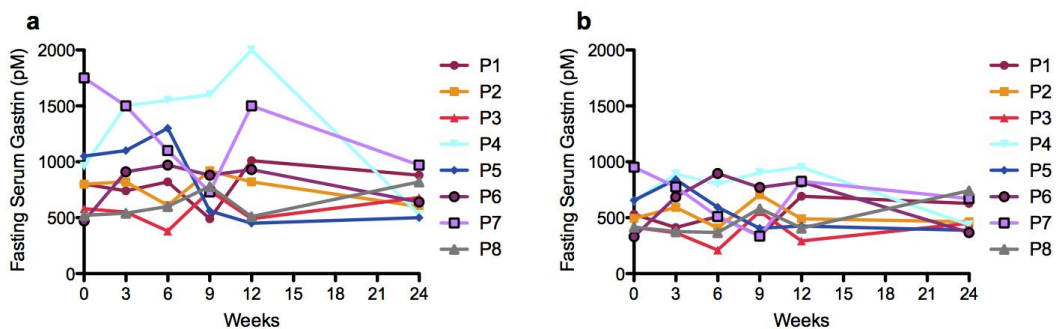 a
Fasting Serum Gastrin (pM)
2000
1500
1000
500
0
0 3 6 9 12 15 18 21 24
Weeks
P1
P2
P3
P4
P5
P6
P7
P8
b
Fasting Serum Gastrin (pM)
2000
1500
1000
500
0
0 3 6 9 12 15 18 21 24
Weeks
P1
P2
P3
P4
P5
P6
P7
P8